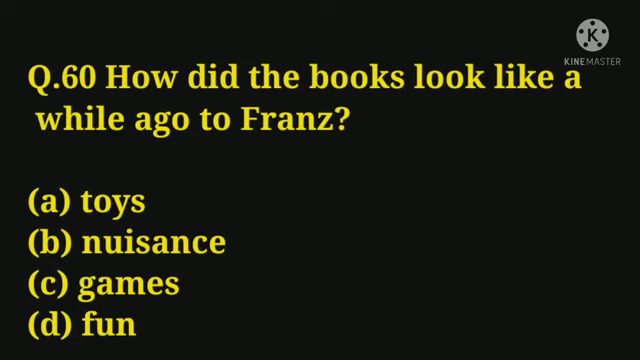 K
KINEMASTER
Q.60 How did the books look like a
while ago to Franz?
(a) toys
(b) nuisance
(c) games
(d) fun